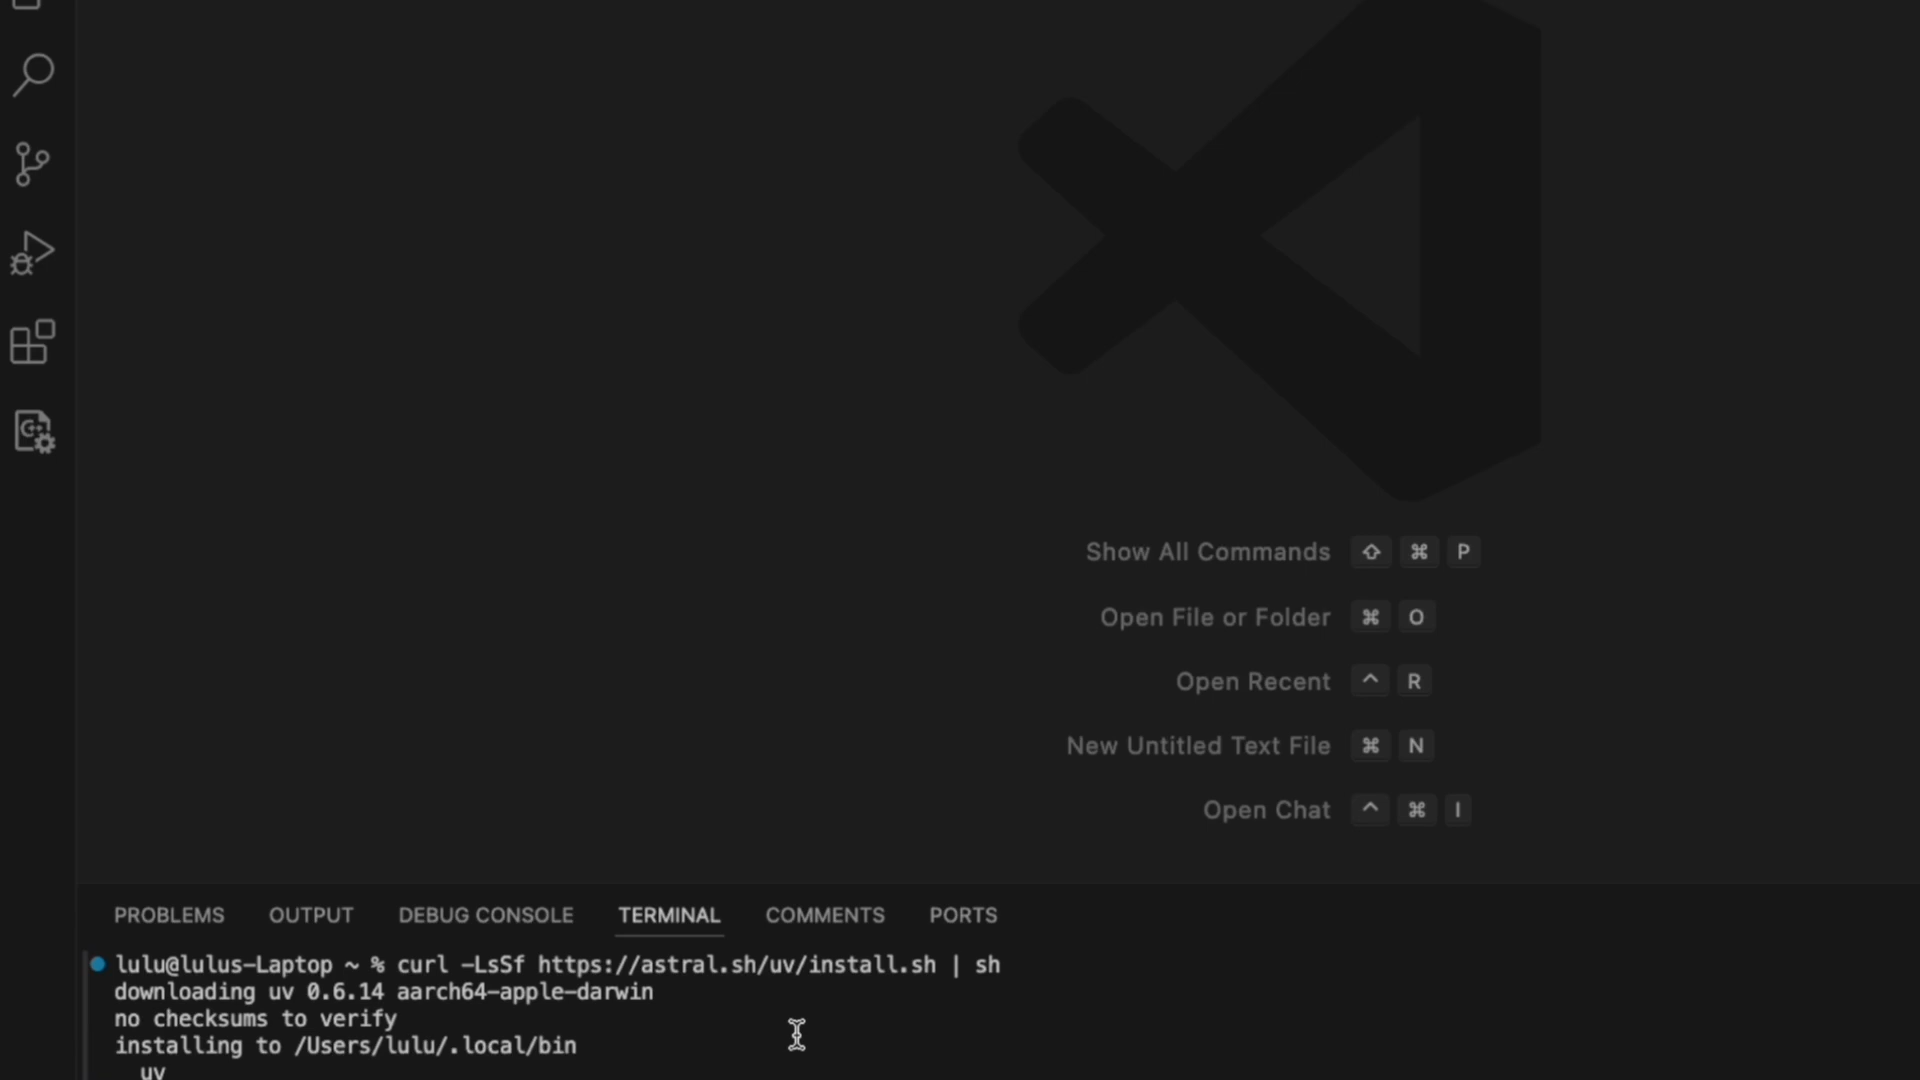 Show All Commands ⇧ ⌘ P
Open File or Folder ⌘ O
Open Recent ^ R
New Untitled Text File ⌘ N
Open Chat ^ ⌘ I
PROBLEMS OUTPUT DEBUG CONSOLE TERMINAL COMMENTS PORTS
lulu@lulus-Laptop ~ % curl -LsSf https://astral.sh/uv/install.sh | sh
downloading uv 0.6.14 aarch64-apple-darwin
no checksums to verify
installing to /Users/lulu/.local/bin
uv